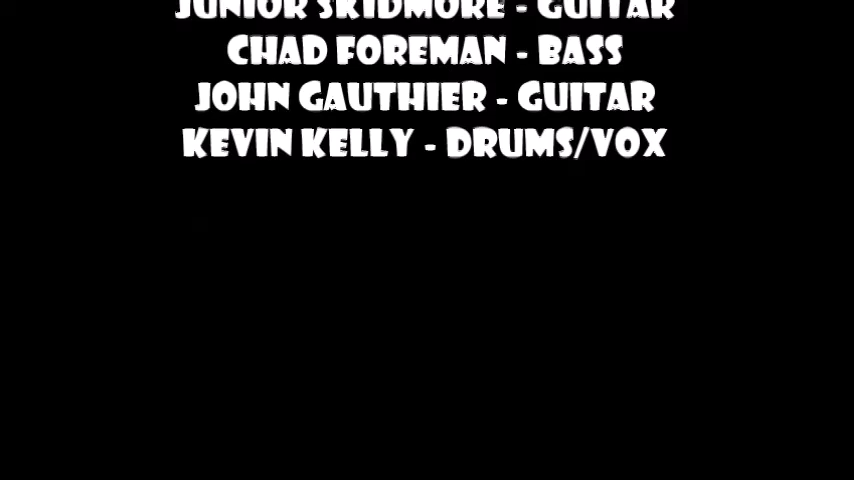 JUNIOR SKIDMORE - GUITAR
CHAD FOREMAN - BASS
JOHN GAUTHIER - GUITAR
KEVIN KELLY - DRUMS/VOX